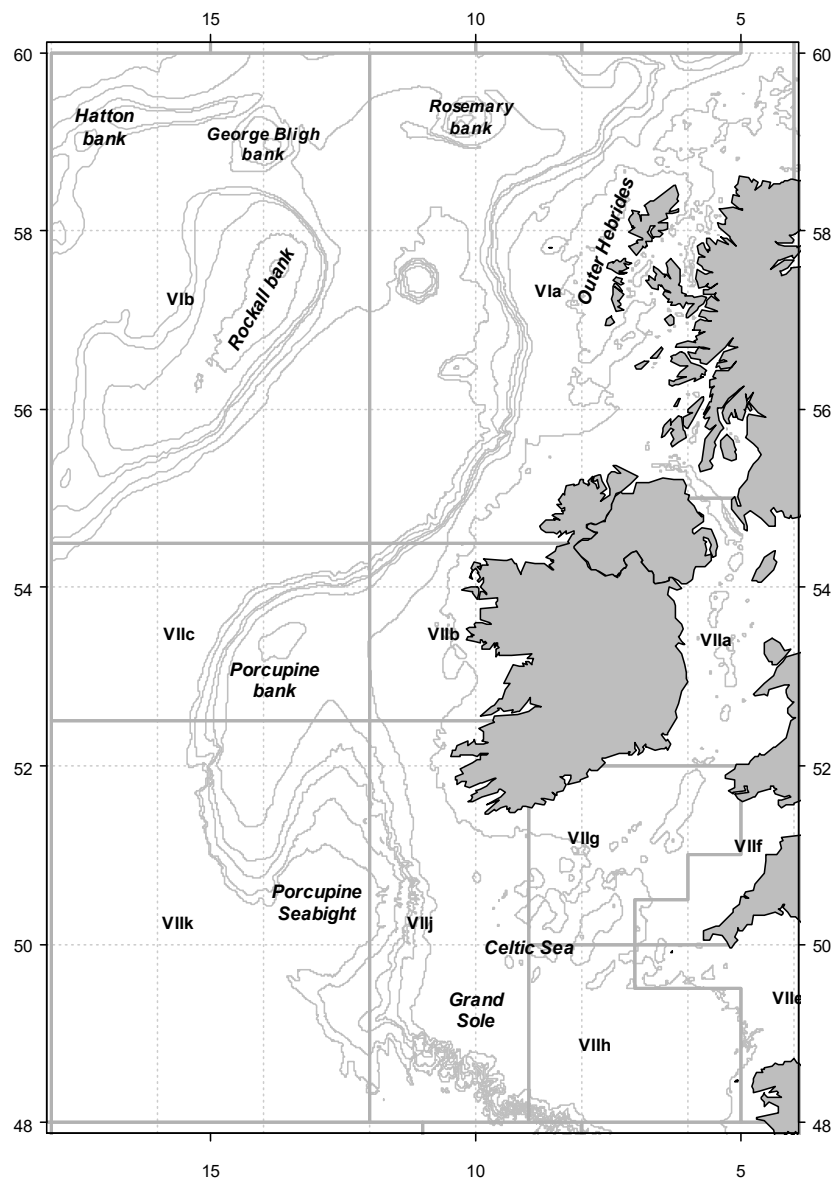 15 10 5
60 60
Hatton
bank
George Bligh
bank
Rosemary
bank
58 58
Outer Hebrides
VIb
Rockall bank
VIa
56 56
54 54
VIIc
VIIb
VIIa
Porcupine
bank
52 52
VIIg
VIIf
Porcupine
Seabight
VIIk
VIIj
50 50
Celtic Sea
Grand
Sole
VIIe
VIIh
48 48
15 10 5